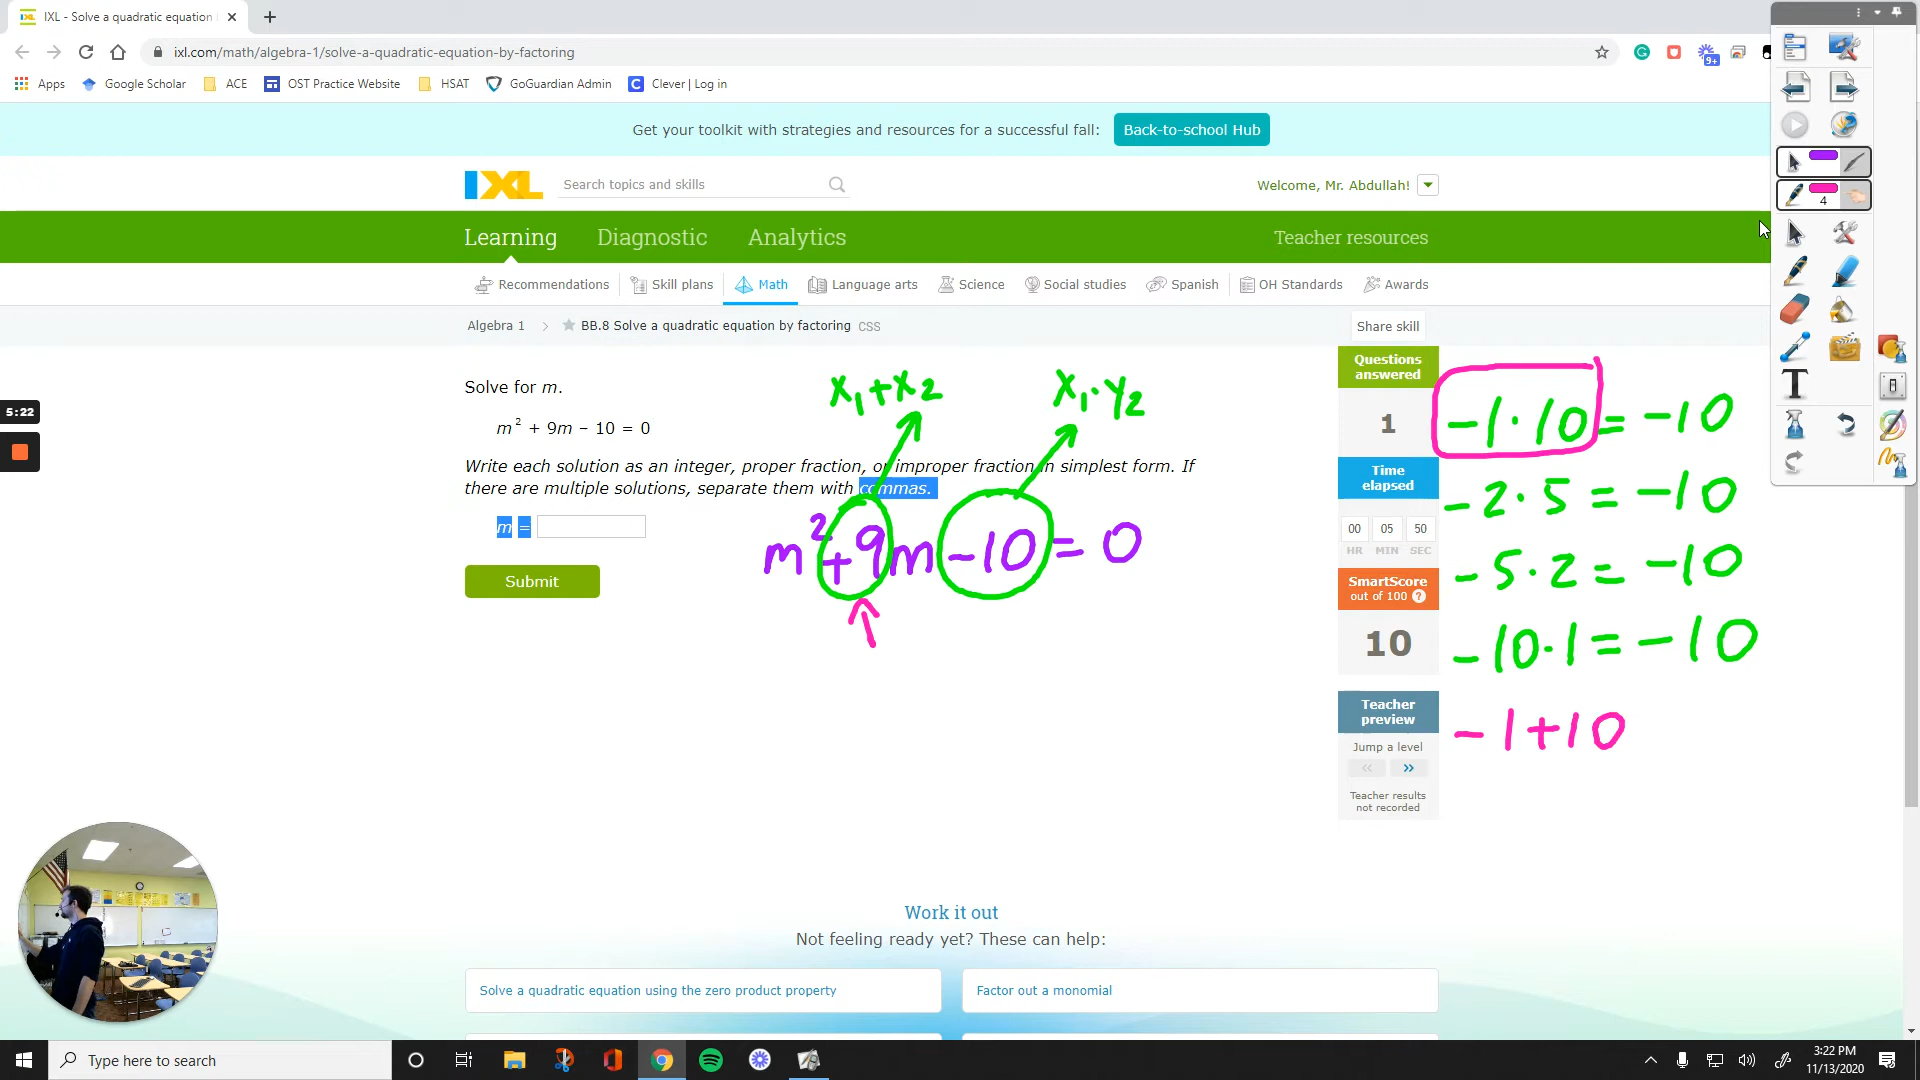 IXL - Solve a quadratic equation
ixl.com/math/algebra-1/solve-a-quadratic-equation-by-factoring
9+
Apps Google Scholar ACE OST Practice Website HSAT GoGuardian Admin Clever | Log in
Get your toolkit with strategies and resources for a successful fall: Back-to-school Hub
IXL Search topics and skills Welcome, Mr. Abdullah!
4
Learning Diagnostic Analytics Teacher resources
Recommendations Skill plans Math Language arts Science Social studies Spanish OH Standards Awards
Algebra 1 > BB.8 Solve a quadratic equation by factoring CSS Share skill
Solve for m.
m² + 9m − 10 = 0
Write each solution as an integer, proper fraction, or improper fraction in simplest form. If
there are multiple solutions, separate them with commas.
m =
Submit
x₁+x₂
x₁·y₂
m²+9m-10=0
Questions
answered
1
Time
elapsed
00 05 50
HR MIN SEC
SmartScore
out of 100 ?
10
Teacher
preview
Jump a level
<< >>
Teacher results
not recorded
-1·10=-10
-2·5=-10
-5·2=-10
-10·1=-10
-1+10
T
5:22
Work it out
Not feeling ready yet? These can help:
Solve a quadratic equation using the zero product property Factor out a monomial
Type here to search
3:22 PM
11/13/2020